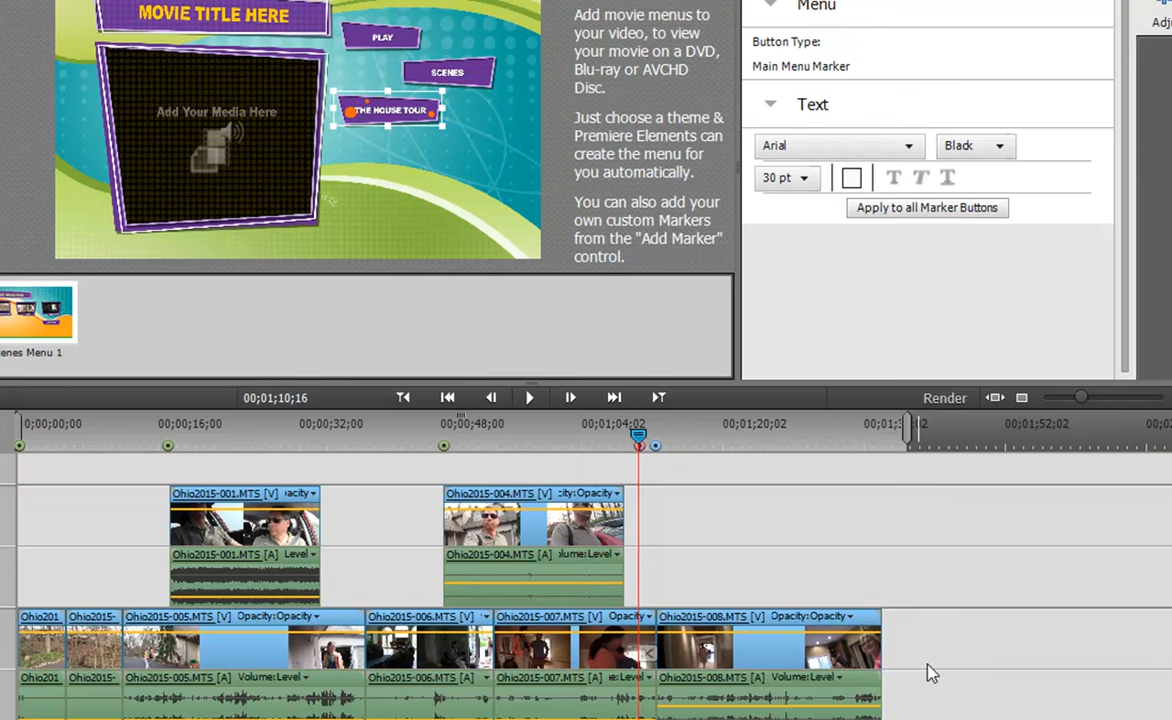 MOVIE TITLE HERE
PLAY
SCENES
THE HOUSE TOUR
Add Your Media Here
Add movie menus to
your video, to view
your movie on a DVD,
Blu-ray or AVCHD
Disc.
Just choose a theme &
Premiere Elements can
create the menu for
you automatically.
You can also add your
own custom Markers
from the "Add Marker"
control.
Menu
Button Type:
Main Menu Marker
Text
Arial
Black
30 pt
T T T
Apply to all Marker Buttons
Adj
enes Menu 1
00;01;10;16
Render
0;00;00;00 00;00;16;00 00;00;32;00 00;00;48;00 00;01;04;02 00;01;20;02 00;01;52;02
Ohio2015-001.MTS [V] :acity
Ohio2015-004.MTS [V] :ity:Opacity
Ohio2015-001.MTS [A] Level
Ohio2015-004.MTS [A] olume:Level
Ohio201 Ohio2015- Ohio2015-005.MTS [V] Opacity:Opacity Ohio2015-006.MTS [V] Ohio2015-007.MTS [V] Opacity:Opacity Ohio2015-008.MTS [V] Opacity:Opacity
Ohio201 Ohio2015- Ohio2015-005.MTS [A] Volume:Level Ohio2015-006.MTS [A] Ohio2015-007.MTS [A] :Level Ohio2015-008.MTS [A] Volume:Level